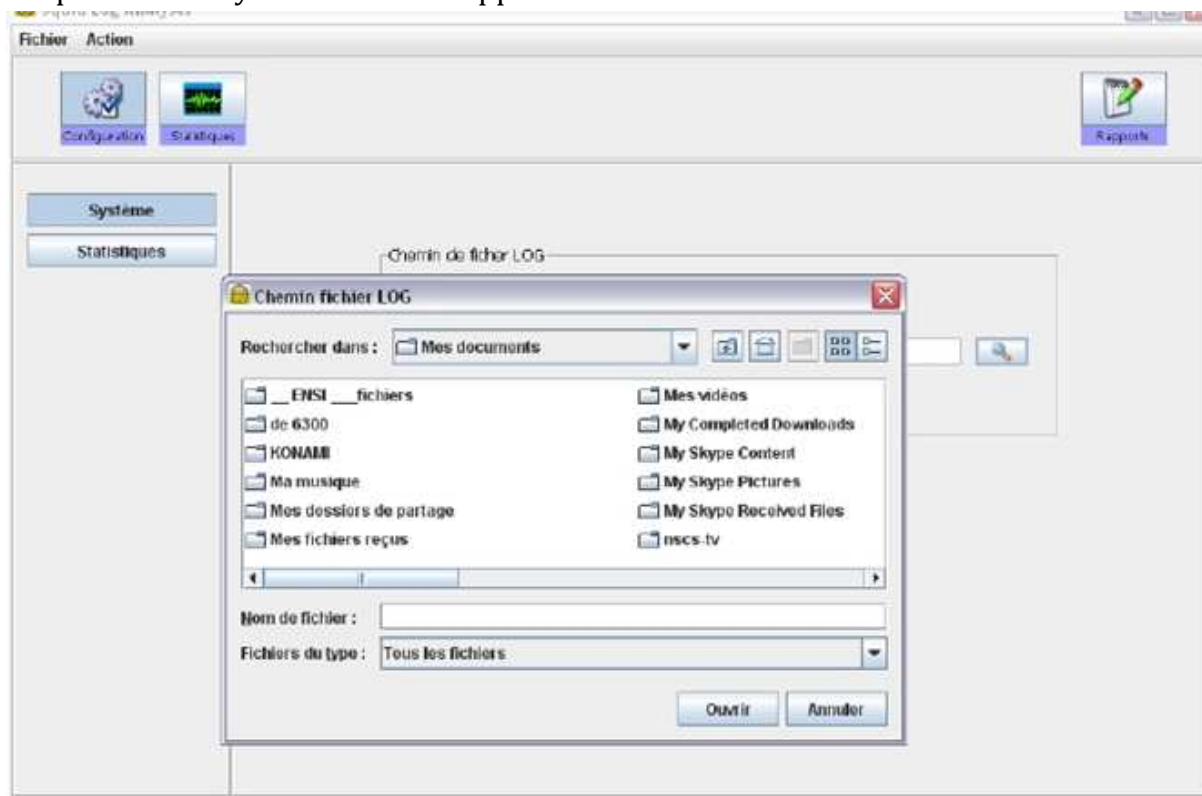 Fichier Action
Configuration Statistiques
Rapports
Système
Statistiques
Chemin de ficher LOG
Chemin fichier LOG
Rechercher dans : Mes documents
__ENSI ___fichiers
de 6300
KONAMI
Ma musique
Mes dossiers de partage
Mes fichiers reçus
Mes vidéos
My Completed Downloads
My Skype Content
My Skype Pictures
My Skype Received Files
nscs-tv
Nom de fichier :
Fichiers du type : Tous les fichiers
Ouvrir Annuler